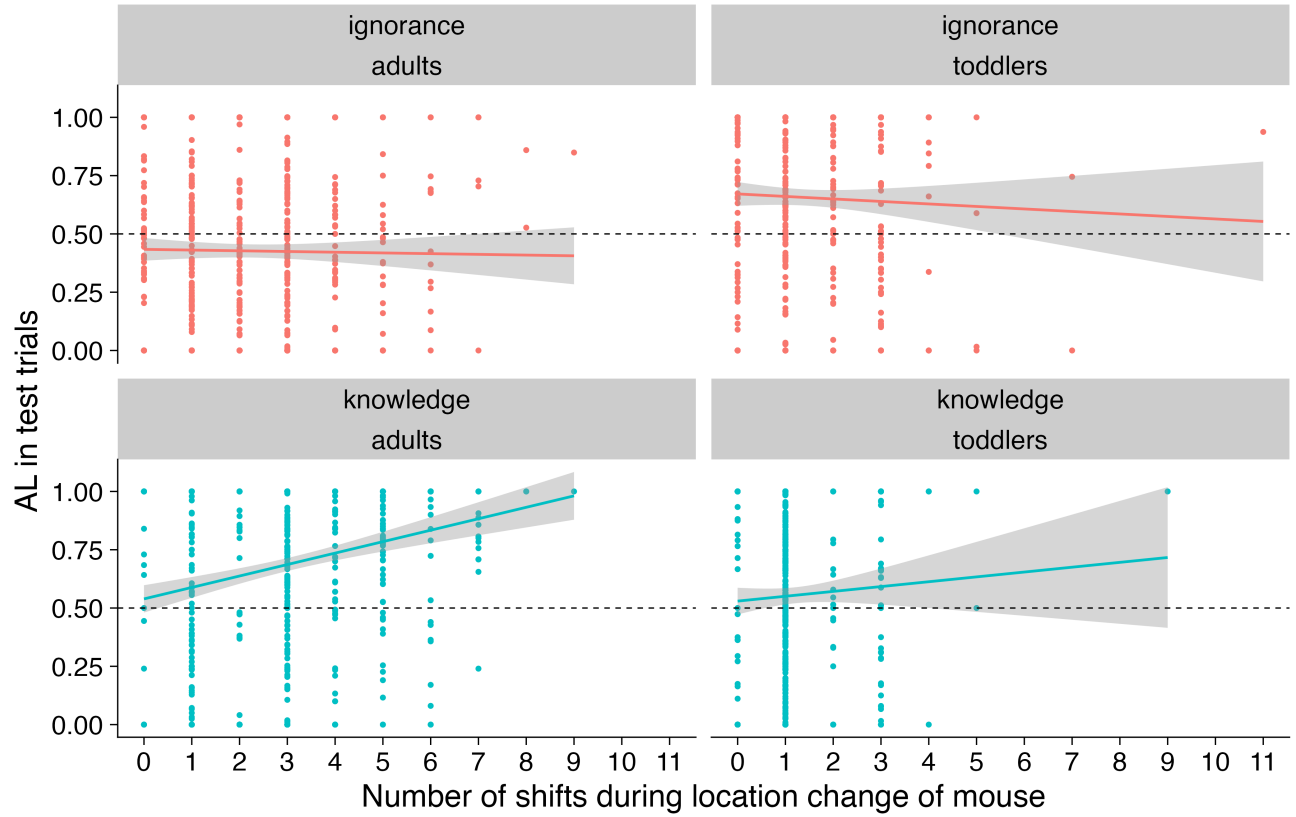 ignorance
adults
ignorance
toddlers
1.00
0.75
0.50
0.25
0.00
knowledge
adults
knowledge
toddlers
1.00
0.75
0.50
0.25
0.00
0 1 2 3 4 5 6 7 8 9 10 11
0 1 2 3 4 5 6 7 8 9 10 11
Number of shifts during location change of mouse
AL in test trials